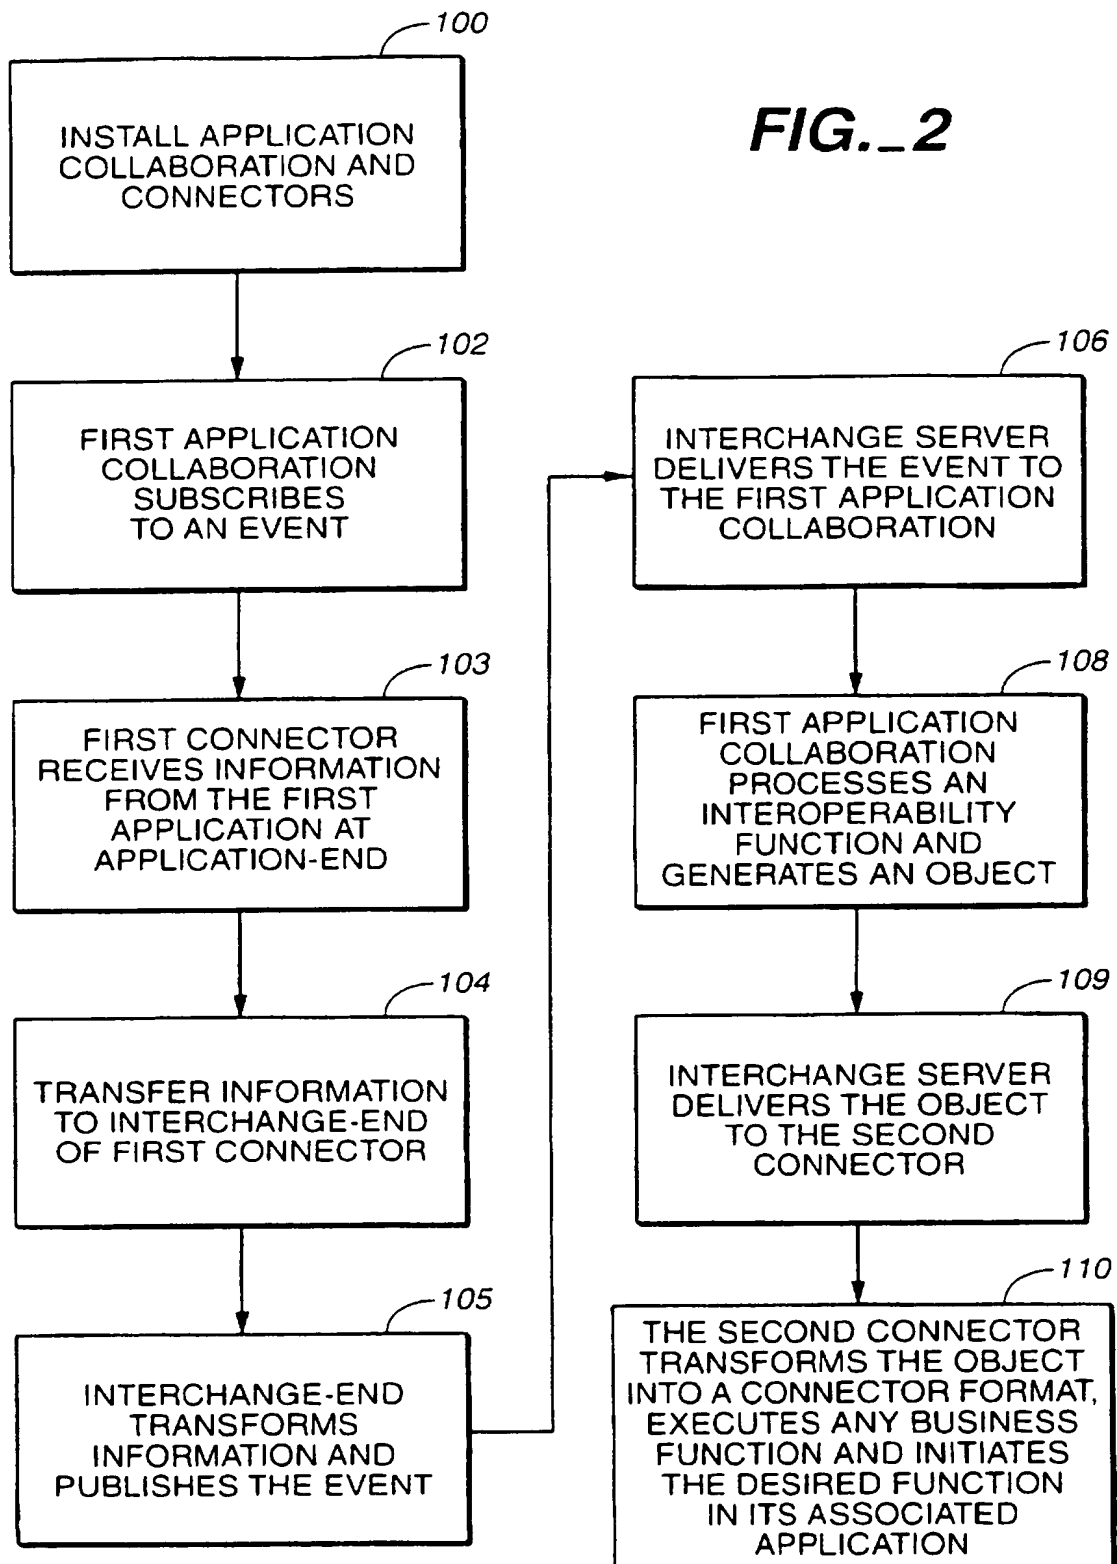 FIG._2
100
INSTALL APPLICATION
COLLABORATION AND
CONNECTORS
102
FIRST APPLICATION
COLLABORATION
SUBSCRIBES
TO AN EVENT
103
FIRST CONNECTOR
RECEIVES INFORMATION
FROM THE FIRST
APPLICATION AT
APPLICATION-END
104
TRANSFER INFORMATION
TO INTERCHANGE-END
OF FIRST CONNECTOR
105
INTERCHANGE-END
TRANSFORMS
INFORMATION AND
PUBLISHES THE EVENT
106
INTERCHANGE SERVER
DELIVERS THE EVENT TO
THE FIRST APPLICATION
COLLABORATION
108
FIRST APPLICATION
COLLABORATION
PROCESSES AN
INTEROPERABILITY
FUNCTION AND
GENERATES AN OBJECT
109
INTERCHANGE SERVER
DELIVERS THE OBJECT
TO THE SECOND
CONNECTOR
110
THE SECOND CONNECTOR
TRANSFORMS THE OBJECT
INTO A CONNECTOR FORMAT,
EXECUTES ANY BUSINESS
FUNCTION AND INITIATES
THE DESIRED FUNCTION
IN ITS ASSOCIATED
APPLICATION